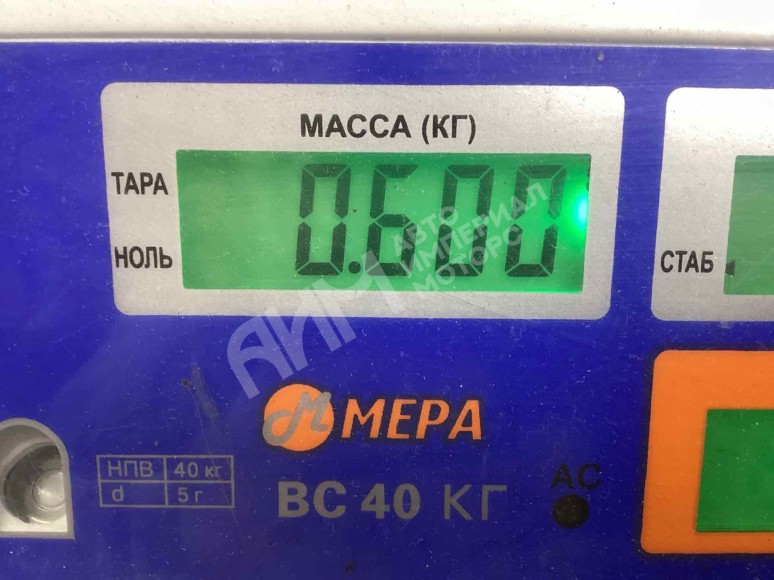 МАССА (КГ)
ТАРА
0.600
НОЛЬ
СТАБ
АИМ
АВТО
ИМПЕРИАЛ
МОТОРС
М МЕРА
НПВ 40 кг
d 5 г
ВС 40 КГ
AC